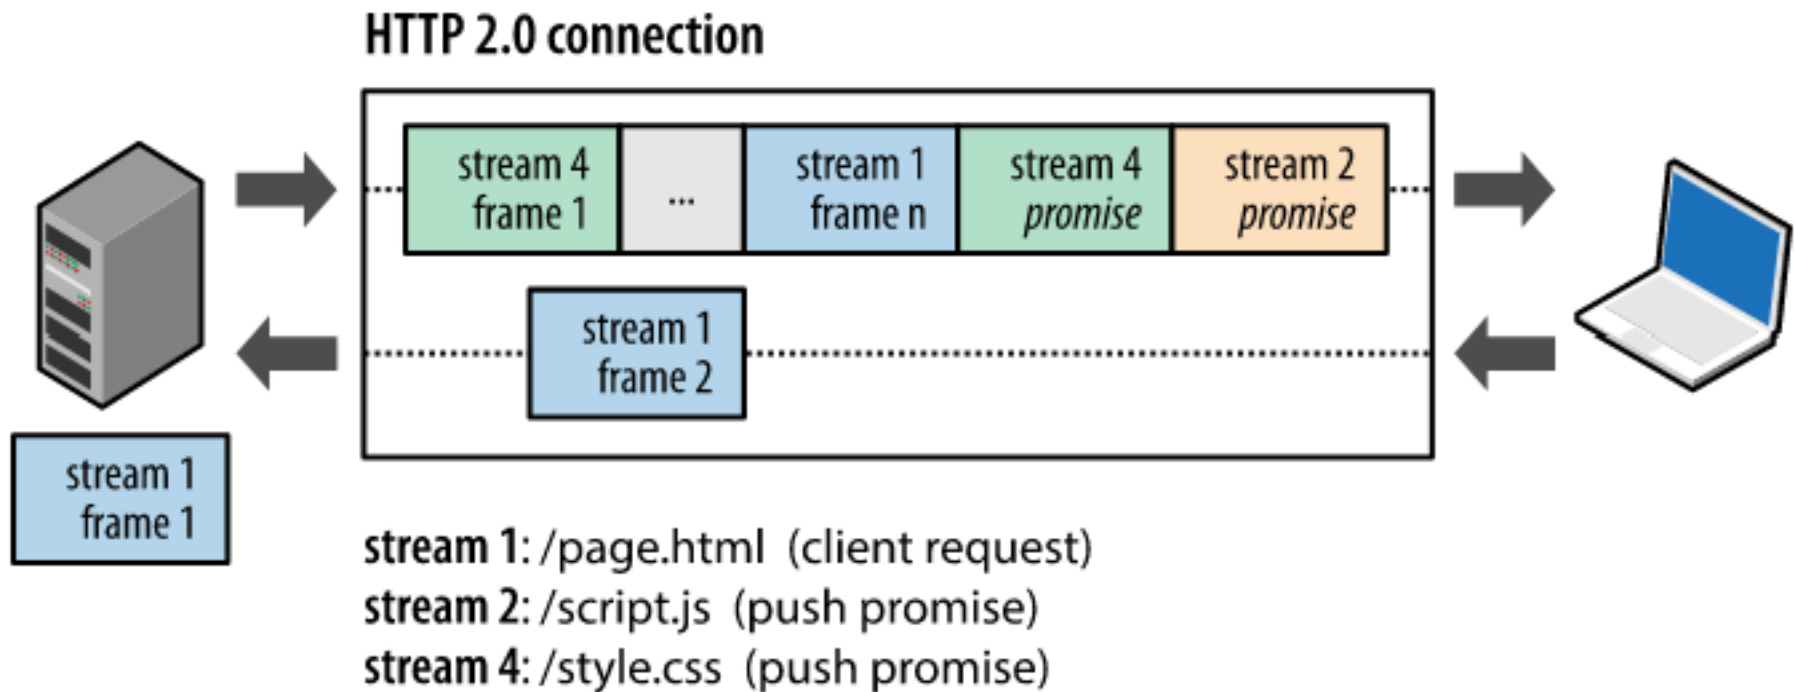 HTTP 2.0 connection
stream 4
frame 1
...
stream 1
frame n
stream 4
promise
stream 2
promise
stream 1
frame 2
stream 1
frame 1
stream 1: /page.html (client request)
stream 2: /script.js (push promise)
stream 4: /style.css (push promise)